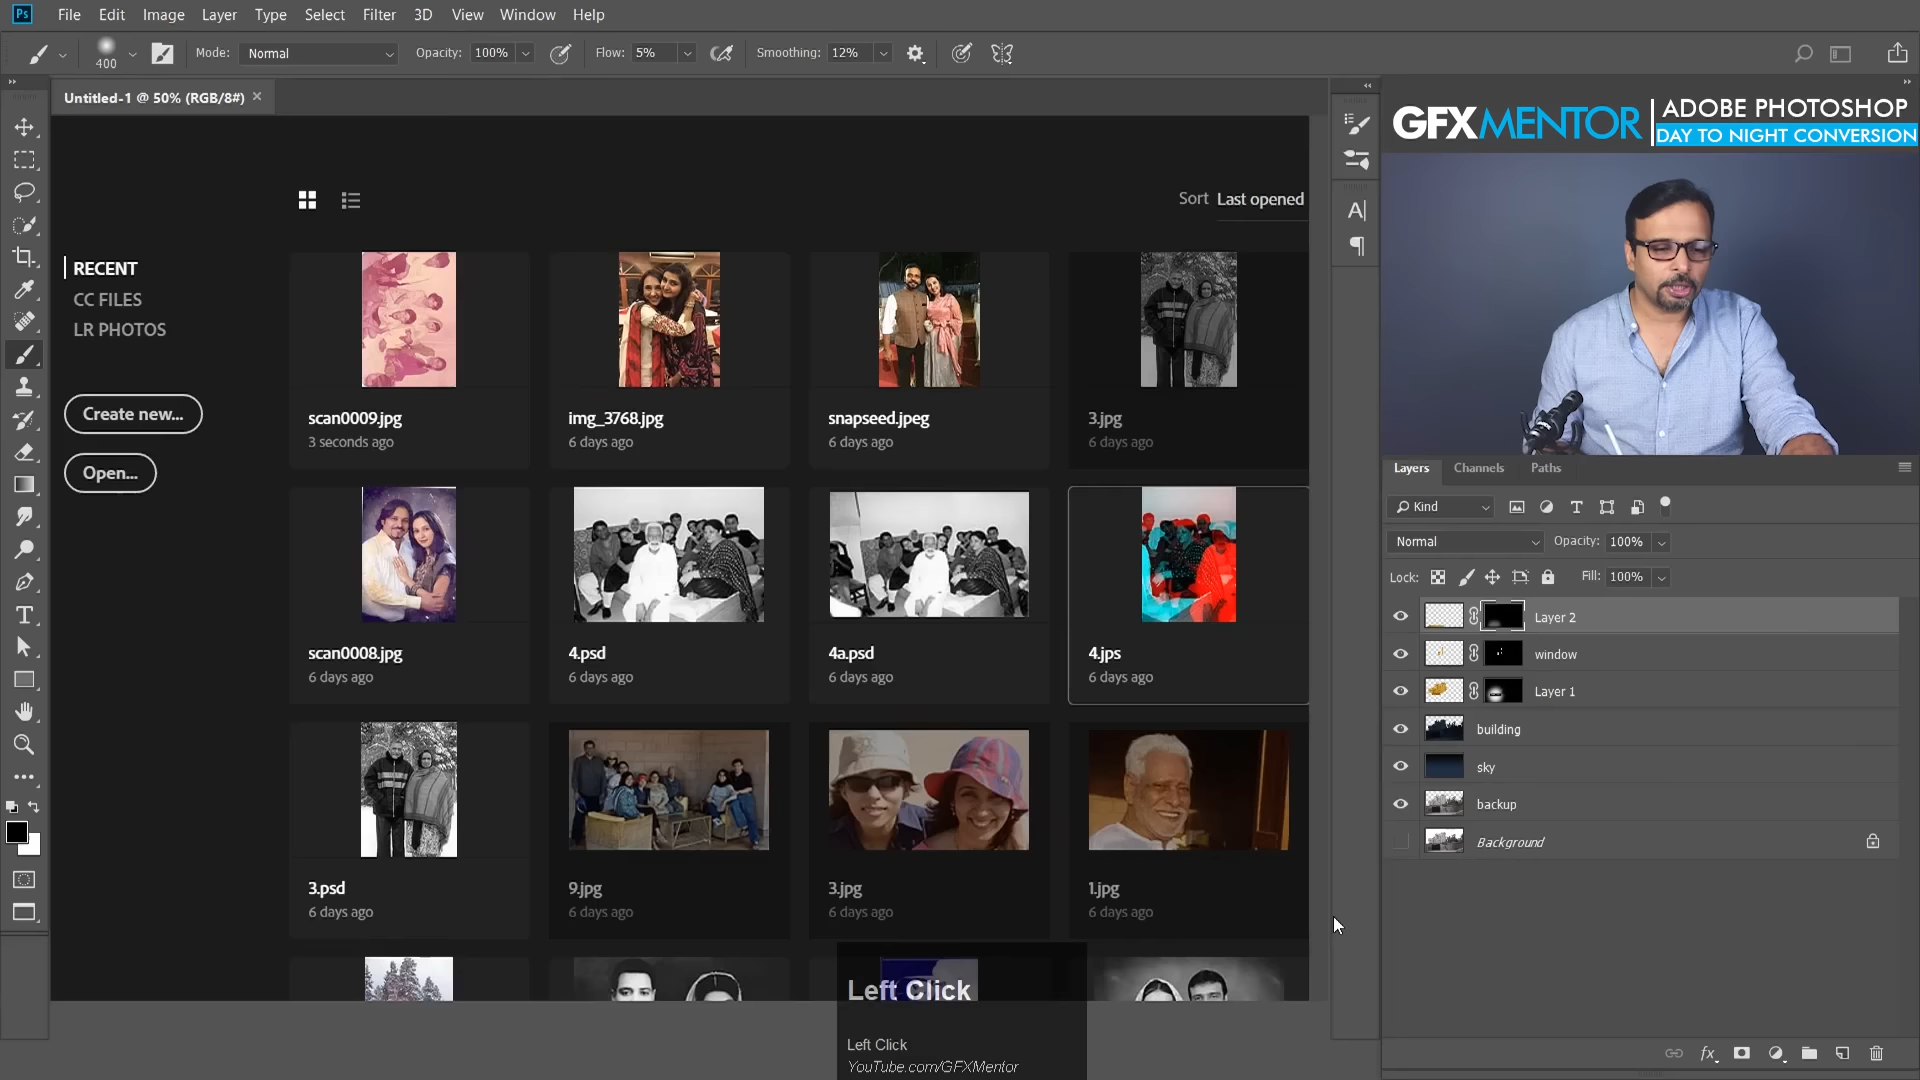 Ps File Edit Image Layer Type Select Filter 3D View Window Help
400 Mode: Normal Opacity: 100% Flow: 5% Smoothing: 12%
Untitled-1 @ 50% (RGB/8#)
GFXMENTOR
ADOBE PHOTOSHOP
DAY TO NIGHT CONVERSION
Sort Last opened
RECENT
CC FILES
LR PHOTOS
Create new...
Open...
scan0009.jpg
3 seconds ago
img_3768.jpg
6 days ago
snapseed.jpeg
6 days ago
3.jpg
6 days ago
scan0008.jpg
6 days ago
4.psd
6 days ago
4a.psd
6 days ago
4.jps
6 days ago
3.psd
6 days ago
9.jpg
6 days ago
3.jpg
6 days ago
1.jpg
6 days ago
Left Click
Left Click
YouTube.com/GFXMentor
Layers Channels Paths
Kind
Normal Opacity: 100%
Lock: Fill: 100%
Layer 2
window
Layer 1
building
sky
backup
Background
fx